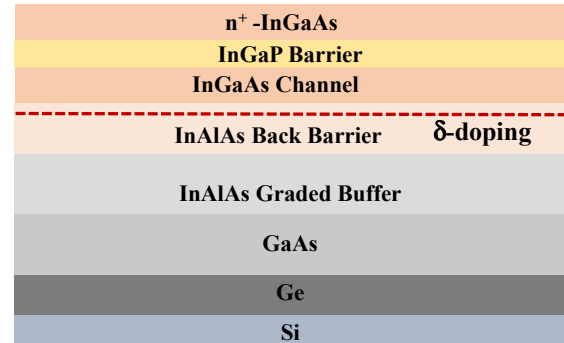 n⁺ -InGaAs
InGaP Barrier
InGaAs Channel
δ-doping
InAlAs Back Barrier
InAlAs Graded Buffer
GaAs
Ge
Si